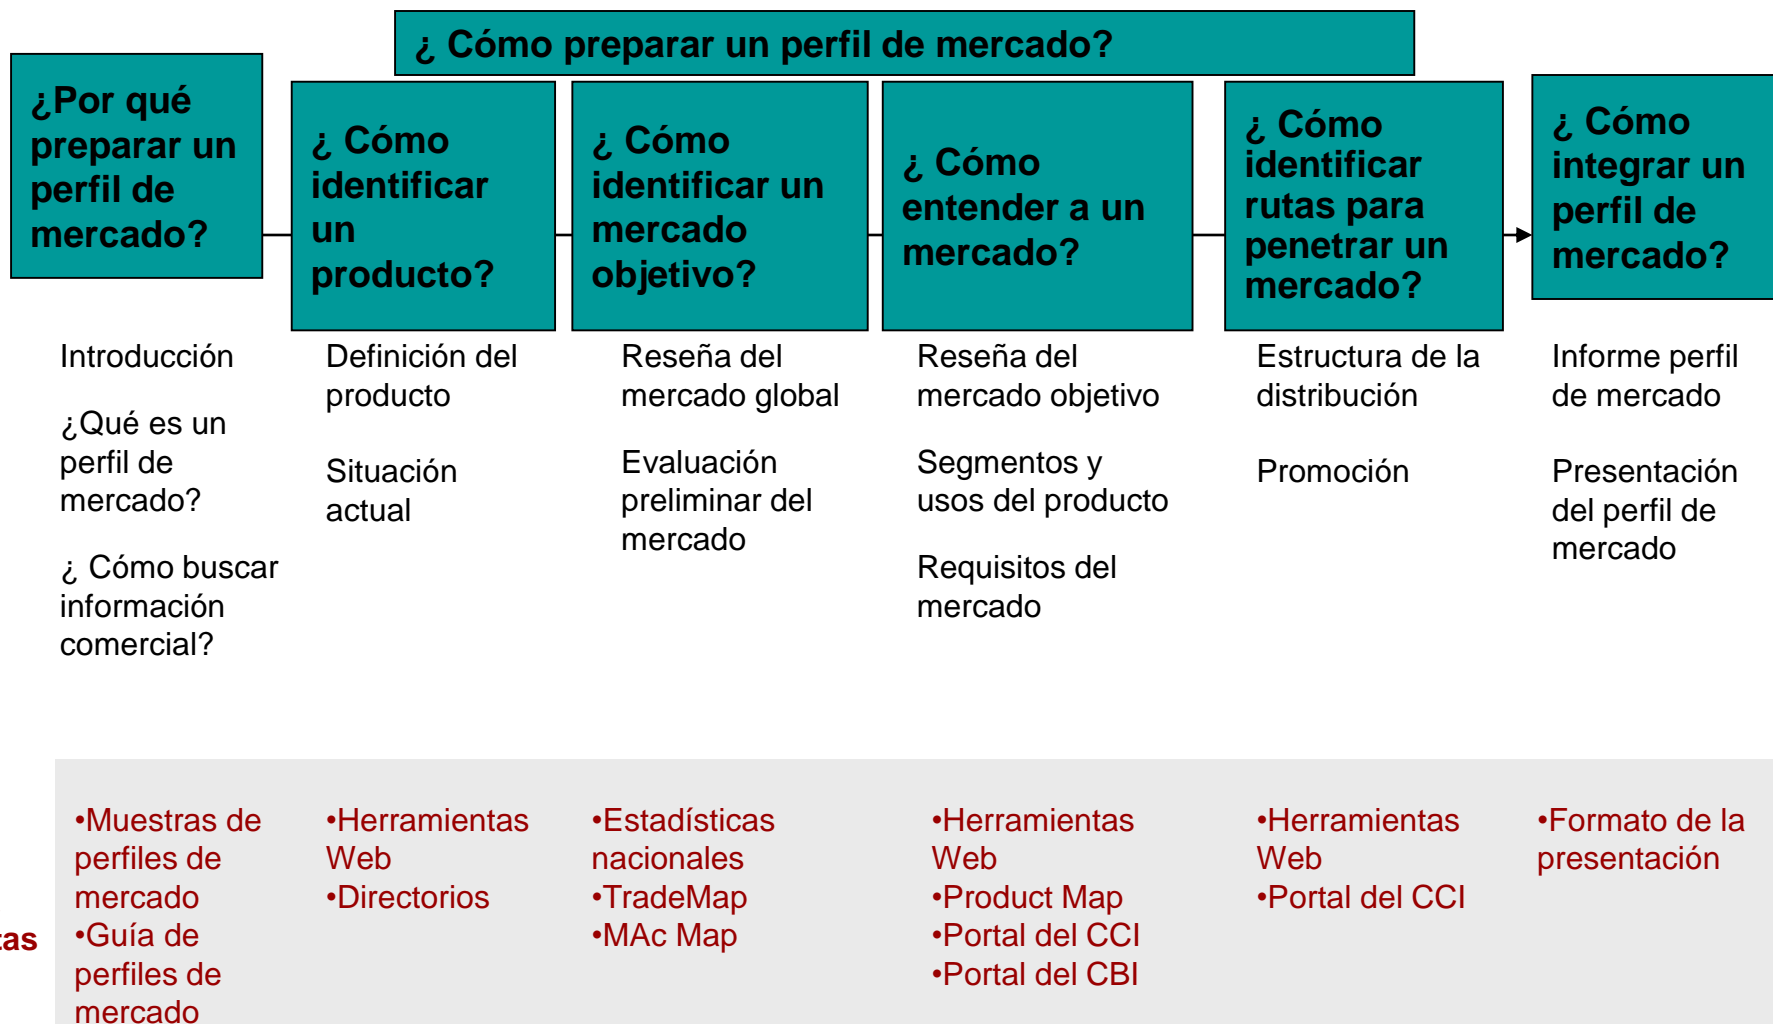 ¿ Cómo preparar un perfil de mercado?
¿Por qué
preparar un
perfil de
mercado?
¿ Cómo
identificar
un
producto?
¿ Cómo
identificar un
mercado
objetivo?
¿ Cómo
entender a un
mercado?
¿ Cómo
identificar
rutas para
penetrar un
mercado?
¿ Cómo
integrar un
perfil de
mercado?
Introducción
¿Qué es un
perfil de
mercado?
¿ Cómo buscar
información
comercial?
Definición del
producto
Situación
actual
Reseña del
mercado global
Evaluación
preliminar del
mercado
Reseña del
mercado objetivo
Segmentos y
usos del producto
Requisitos del
mercado
Estructura de la
distribución
Promoción
Informe perfil
de mercado
Presentación
del perfil de
mercado
•Muestras de
perfiles de
mercado
•Guía de
perfiles de
mercado
•Herramientas
Web
•Directorios
•Estadísticas
nacionales
•TradeMap
•MAc Map
•Herramientas
Web
•Product Map
•Portal del CCI
•Portal del CBI
•Herramientas
Web
•Portal del CCI
•Formato de la
presentación